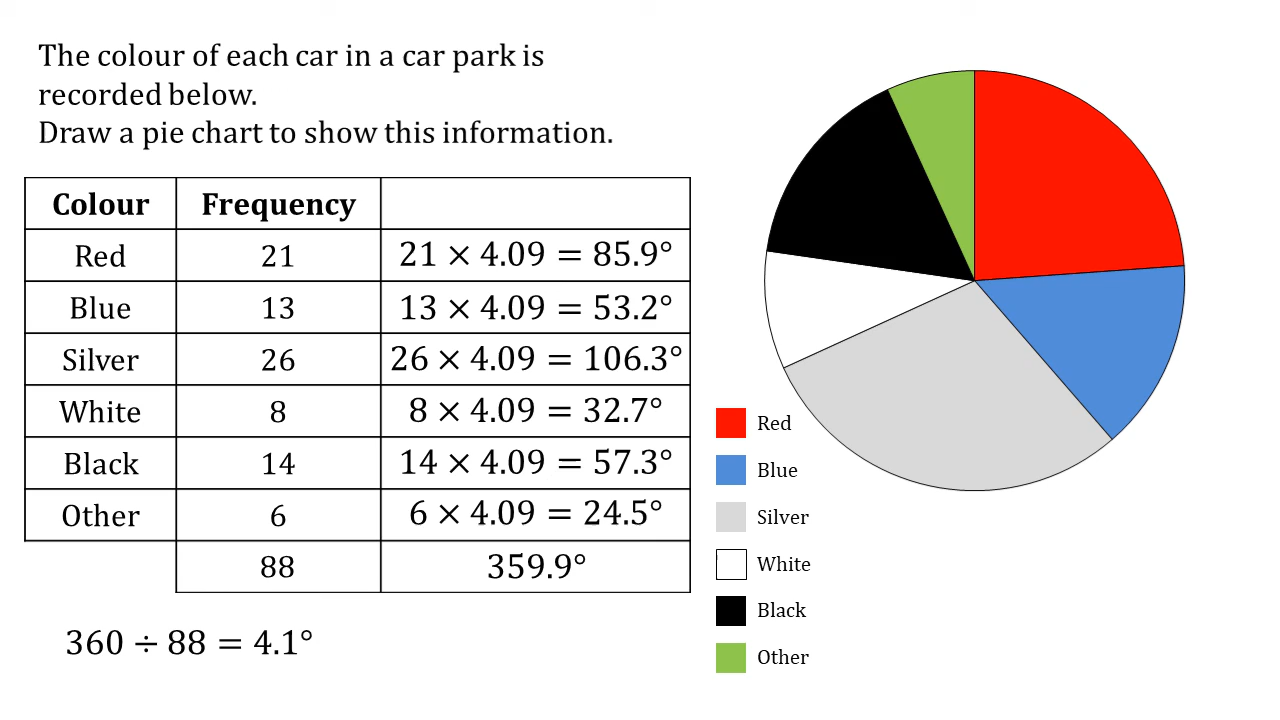 The colour of each car in a car park is
recorded below.
Draw a pie chart to show this information.
Colour Frequency
Red 21 21 × 4.09 = 85.9°
Blue 13 13 × 4.09 = 53.2°
Silver 26 26 × 4.09 = 106.3°
White 8 8 × 4.09 = 32.7°
Black 14 14 × 4.09 = 57.3°
Other 6 6 × 4.09 = 24.5°
88 359.9°
360 ÷ 88 = 4.1°
Red
Blue
Silver
White
Black
Other